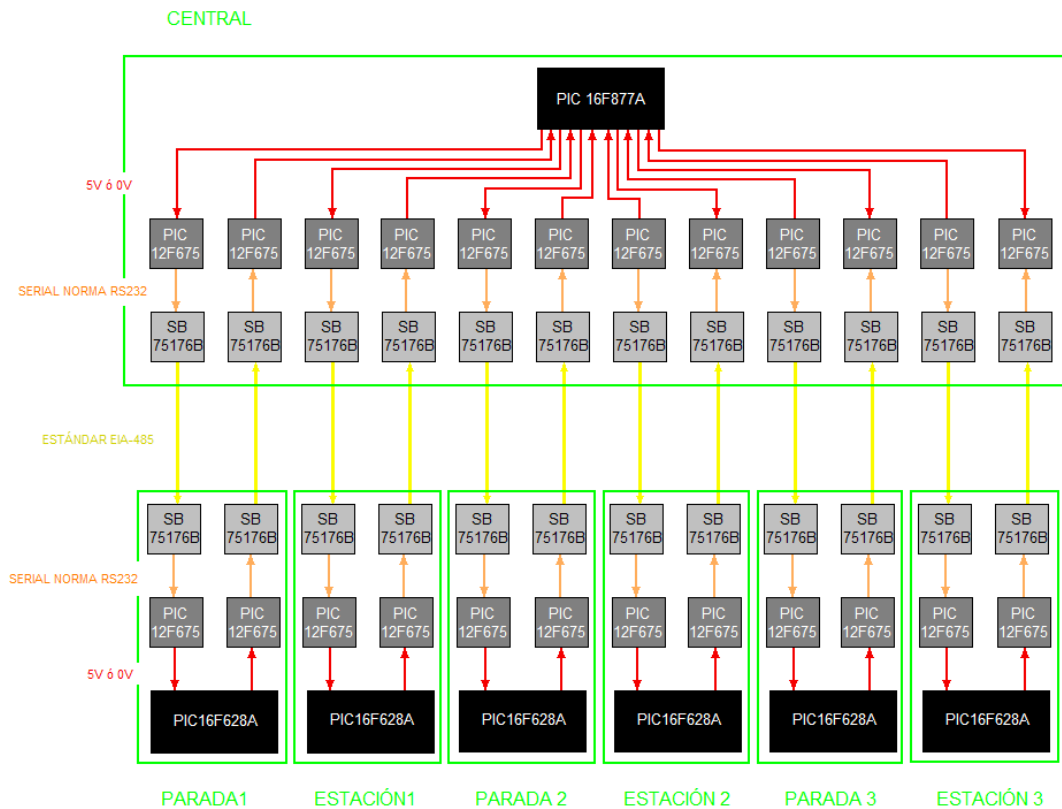 CENTRAL
PIC 16F877A
5V ó 0V
PIC
12F675
PIC
12F675
PIC
12F675
PIC
12F675
PIC
12F675
PIC
12F675
PIC
12F675
PIC
12F675
PIC
12F675
PIC
12F675
PIC
12F675
PIC
12F675
SERIAL NORMA RS232
SB
75176B
SB
75176B
SB
75176B
SB
75176B
SB
75176B
SB
75176B
SB
75176B
SB
75176B
SB
75176B
SB
75176B
SB
75176B
SB
75176B
ESTÁNDAR EIA-485
SB
75176B
SB
75176B
SB
75176B
SB
75176B
SB
75176B
SB
75176B
SB
75176B
SB
75176B
SB
75176B
SB
75176B
SB
75176B
SB
75176B
SERIAL NORMA RS232
PIC
12F675
PIC
12F675
PIC
12F675
PIC
12F675
PIC
12F675
PIC
12F675
PIC
12F675
PIC
12F675
PIC
12F675
PIC
12F675
PIC
12F675
PIC
12F675
5V ó 0V
PIC16F628A
PIC16F628A
PIC16F628A
PIC16F628A
PIC16F628A
PIC16F628A
PARADA1
ESTACIÓN1
PARADA 2
ESTACIÓN 2
PARADA 3
ESTACIÓN 3